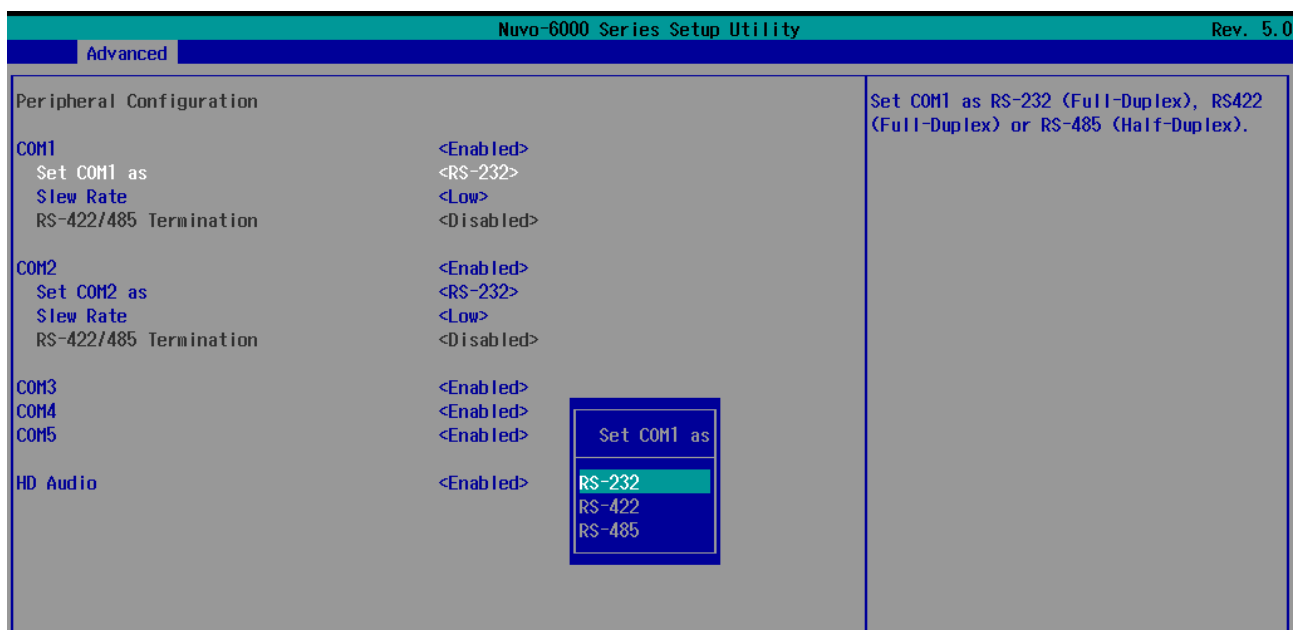 Nuvo-6000 Series Setup Utility Rev. 5.0
Advanced
Peripheral Configuration
COM1 <Enabled>
Set COM1 as <RS-232>
Slew Rate <Low>
RS-422/485 Termination <Disabled>
COM2 <Enabled>
Set COM2 as <RS-232>
Slew Rate <Low>
RS-422/485 Termination <Disabled>
COM3 <Enabled>
COM4 <Enabled>
COM5 <Enabled>
HD Audio <Enabled>
Set COM1 as
RS-232
RS-422
RS-485
Set COM1 as RS-232 (Full-Duplex), RS422
(Full-Duplex) or RS-485 (Half-Duplex).